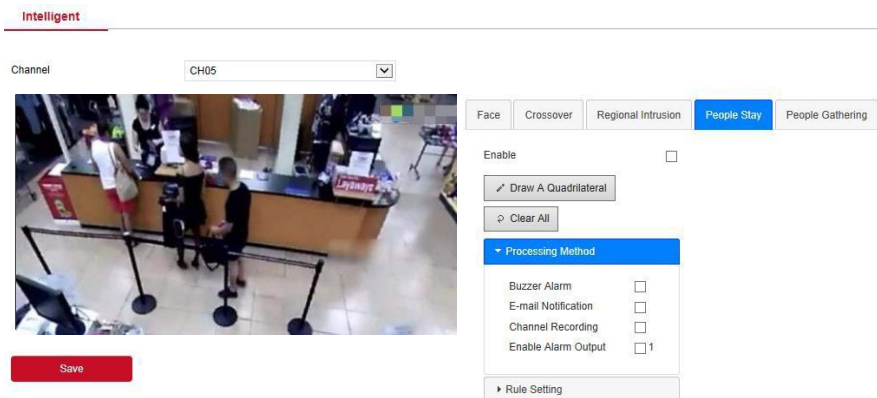 Intelligent
Channel CH05
Face Crossover Regional Intrusion People Stay People Gathering
Enable
Draw A Quadrilateral
Clear All
Processing Method
Buzzer Alarm
E-mail Notification
Channel Recording
Enable Alarm Output 1
Rule Setting
Layaways
Save